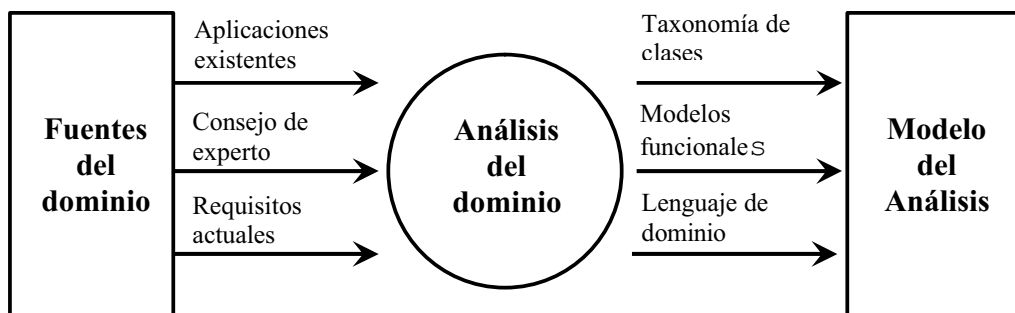 Fuentes
del
dominio
Aplicaciones
existentes
Consejo de
experto
Requisitos
actuales
Análisis
del
dominio
Taxonomía de
clases
Modelos
funcionales
Lenguaje de
dominio
Modelo
del
Análisis